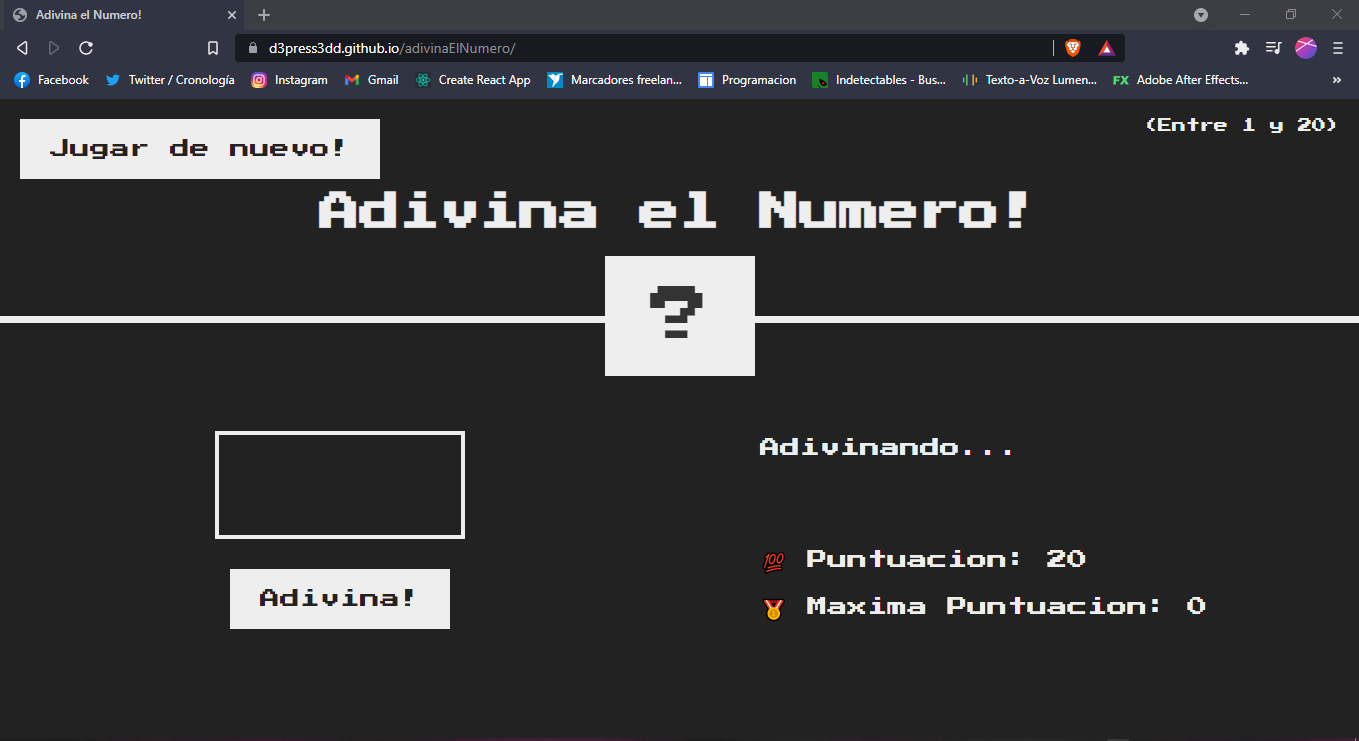 Adivina el Numero!
d3press3dd.github.io/adivinaElNumero/
Facebook Twitter / Cronología Instagram Gmail Create React App Marcadores freelan... Programacion Indetectables - Bus... Texto-a-Voz Lumen... FX Adobe After Effects... »
(Entre 1 y 20)
Jugar de nuevo!
Adivina el Numero!
?
Adivinando...
💯 Puntuacion: 20
Adivina!
🥇 Maxima Puntuacion: 0